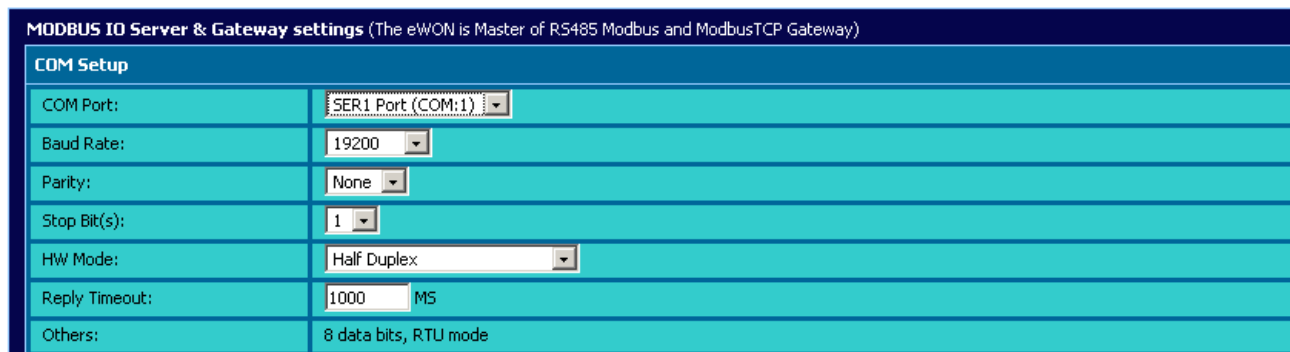 MODBUS IO Server & Gateway settings (The eWON is Master of RS485 Modbus and ModbusTCP Gateway)
COM Setup
COM Port: SER1 Port (COM:1)
Baud Rate: 19200
Parity: None
Stop Bit(s): 1
HW Mode: Half Duplex
Reply Timeout: 1000 MS
Others: 8 data bits, RTU mode